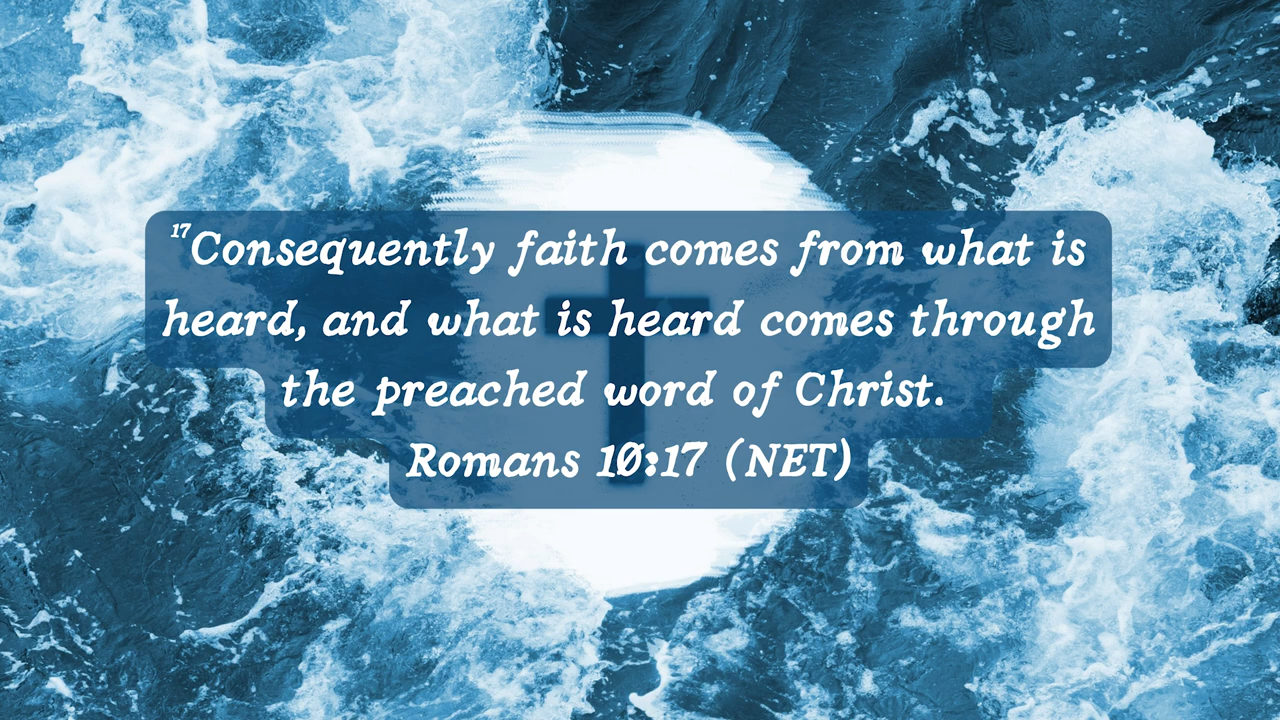 ¹⁷Consequently faith comes from what is
heard, and what is heard comes through
the preached word of Christ.
Romans 10:17 (NET)